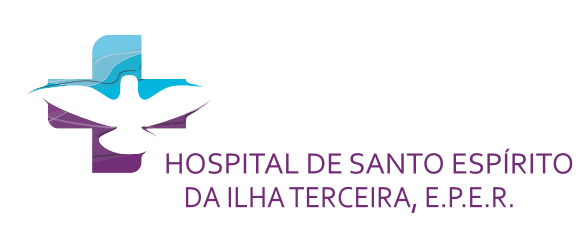 HOSPITAL DE SANTO ESPÍRITO
DA ILHA TERCEIRA, E.P.E.R.